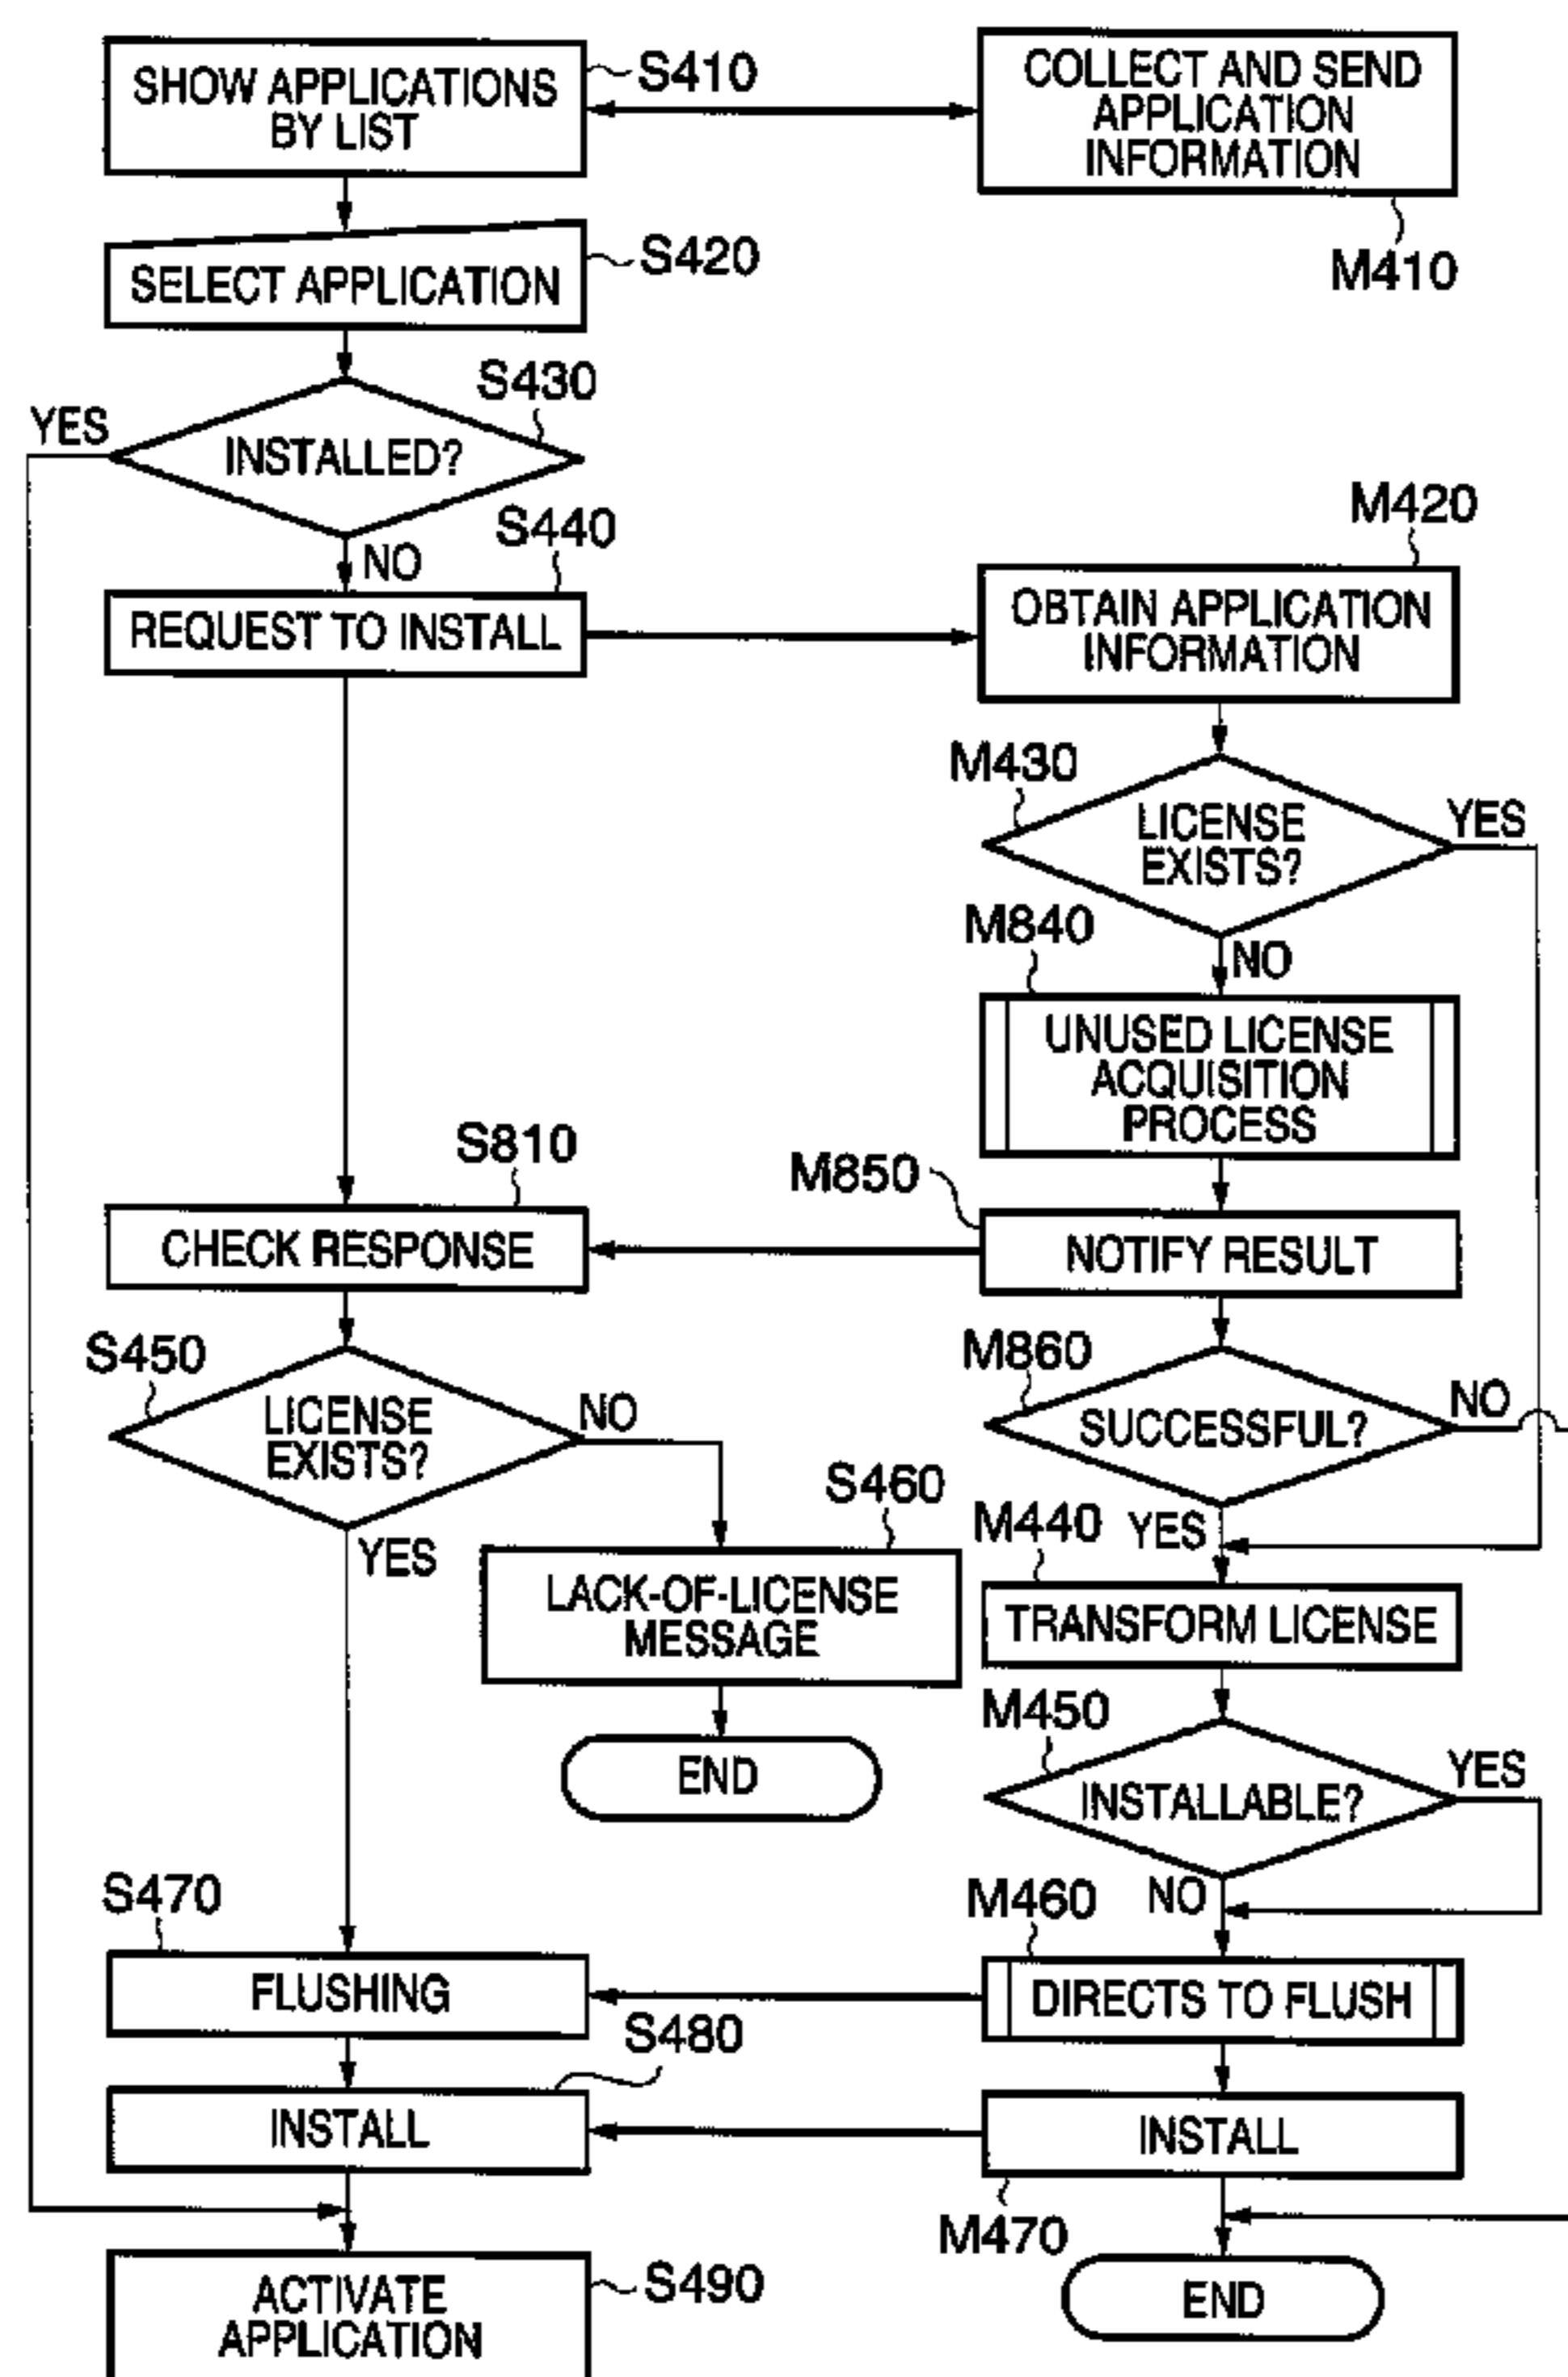 SHOW APPLICATIONS
BY LIST
S410
COLLECT AND SEND
APPLICATION
INFORMATION
M410
SELECT APPLICATION
S420
S430
YES
INSTALLED?
NO
S440
REQUEST TO INSTALL
M420
OBTAIN APPLICATION
INFORMATION
M430
LICENSE
EXISTS?
YES
NO
M840
UNUSED LICENSE
ACQUISITION
PROCESS
S810
CHECK RESPONSE
M850
NOTIFY RESULT
S450
LICENSE
EXISTS?
NO
YES
M860
SUCCESSFUL?
NO
YES
S460
LACK-OF-LICENSE
MESSAGE
END
M440
TRANSFORM LICENSE
M450
INSTALLABLE?
YES
NO
S470
FLUSHING
M460
DIRECTS TO FLUSH
S480
INSTALL
INSTALL
M470
S490
ACTIVATE
APPLICATION
END